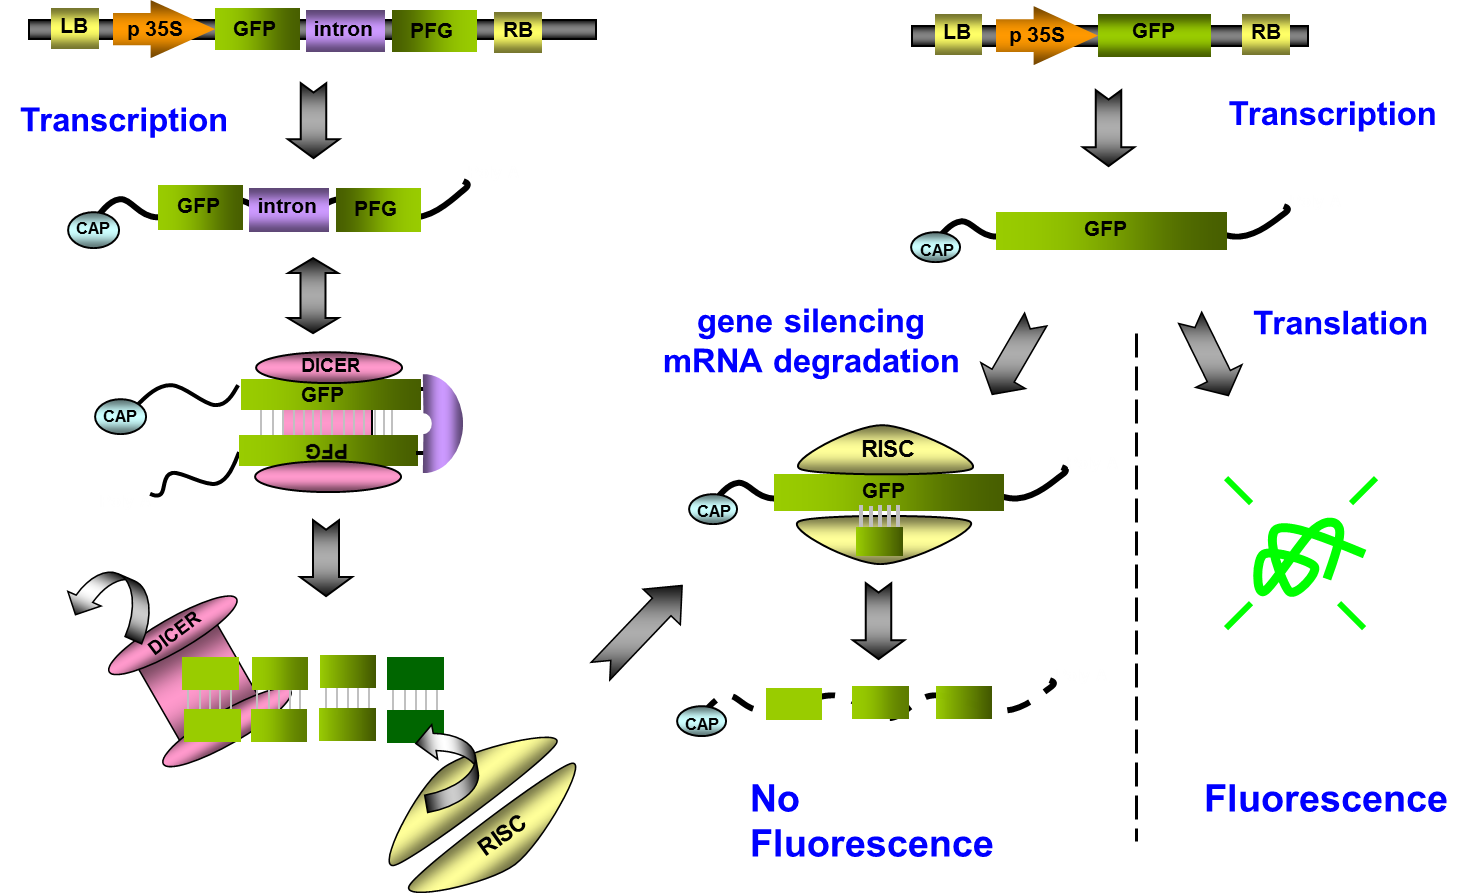 LB p 35S GFP intron PFG RB
Transcription
CAP GFP intron PFG
DICER
GFP
CAP
PFG
DICER
RISC
LB p 35S GFP RB
Transcription
CAP GFP
gene silencing
mRNA degradation
Translation
RISC
GFP
CAP
CAP
No
Fluorescence
Fluorescence